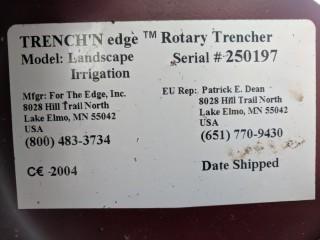 TRENCH'N edge ™ Rotary Trencher
Model: Landscape Irrigation
Serial # 250197
Mfgr: For The Edge, Inc.
8028 Hill Trail North
Lake Elmo, MN 55042
USA
(800) 483-3734
EU Rep: Patrick E. Dean
8028 Hill Trail North
Lake Elmo, MN 55042
USA
(651) 770-9430
C€ -2004
Date Shipped